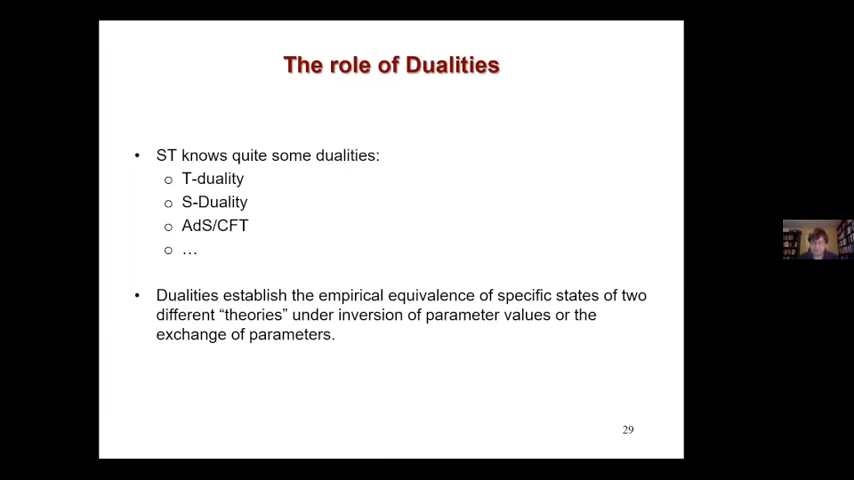 The role of Dualities
• ST knows quite some dualities:
o T-duality
o S-Duality
o AdS/CFT
o …
• Dualities establish the empirical equivalence of specific states of two
different “theories” under inversion of parameter values or the
exchange of parameters.
29